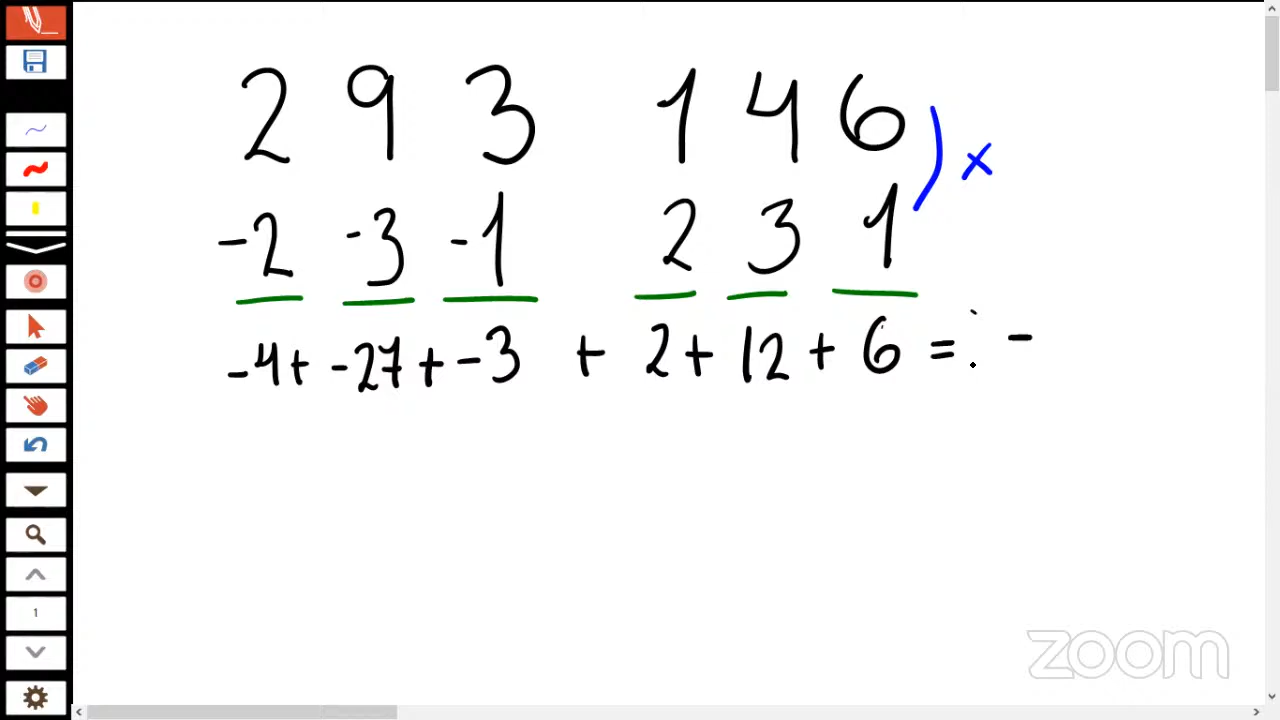 2 9 3 1 4 6
) x
-2 -3 -1 2 3 1
-4 + -27 + -3 + 2 + 12 + 6 = -
1
zoom